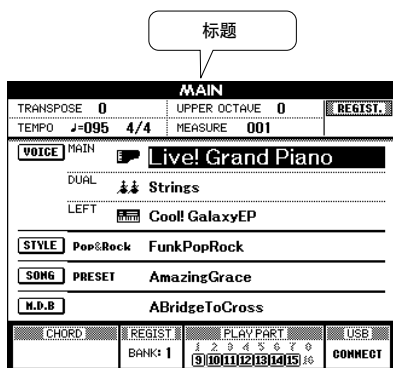 标题
MAIN
TRANSPOSE 0 UPPER OCTAVE 0 REGIST.
TEMPO ♩=095 4/4 MEASURE 001
VOICE MAIN Live! Grand Piano
DUAL Strings
LEFT Cool! GalaxyEP
STYLE Pop&Rock FunkPopRock
SONG PRESET AmazingGrace
M.D.B ABridgeToCross
CHORD REGIST PLAY PART USB
BANK: 1 1 2 3 4 5 6 7 8 CONNECT
9 10 11 12 13 14 15 16